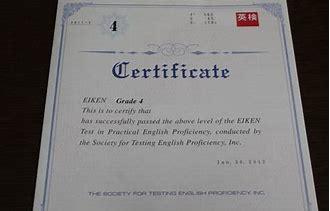 4
英検
Certificate
EIKEN Grade 4
This is to certify that
has successfully passed the above level of the EIKEN
Test in Practical English Proficiency, conducted by
the Society for Testing English Proficiency, Inc.
THE SOCIETY FOR TESTING ENGLISH PROFICIENCY, INC.